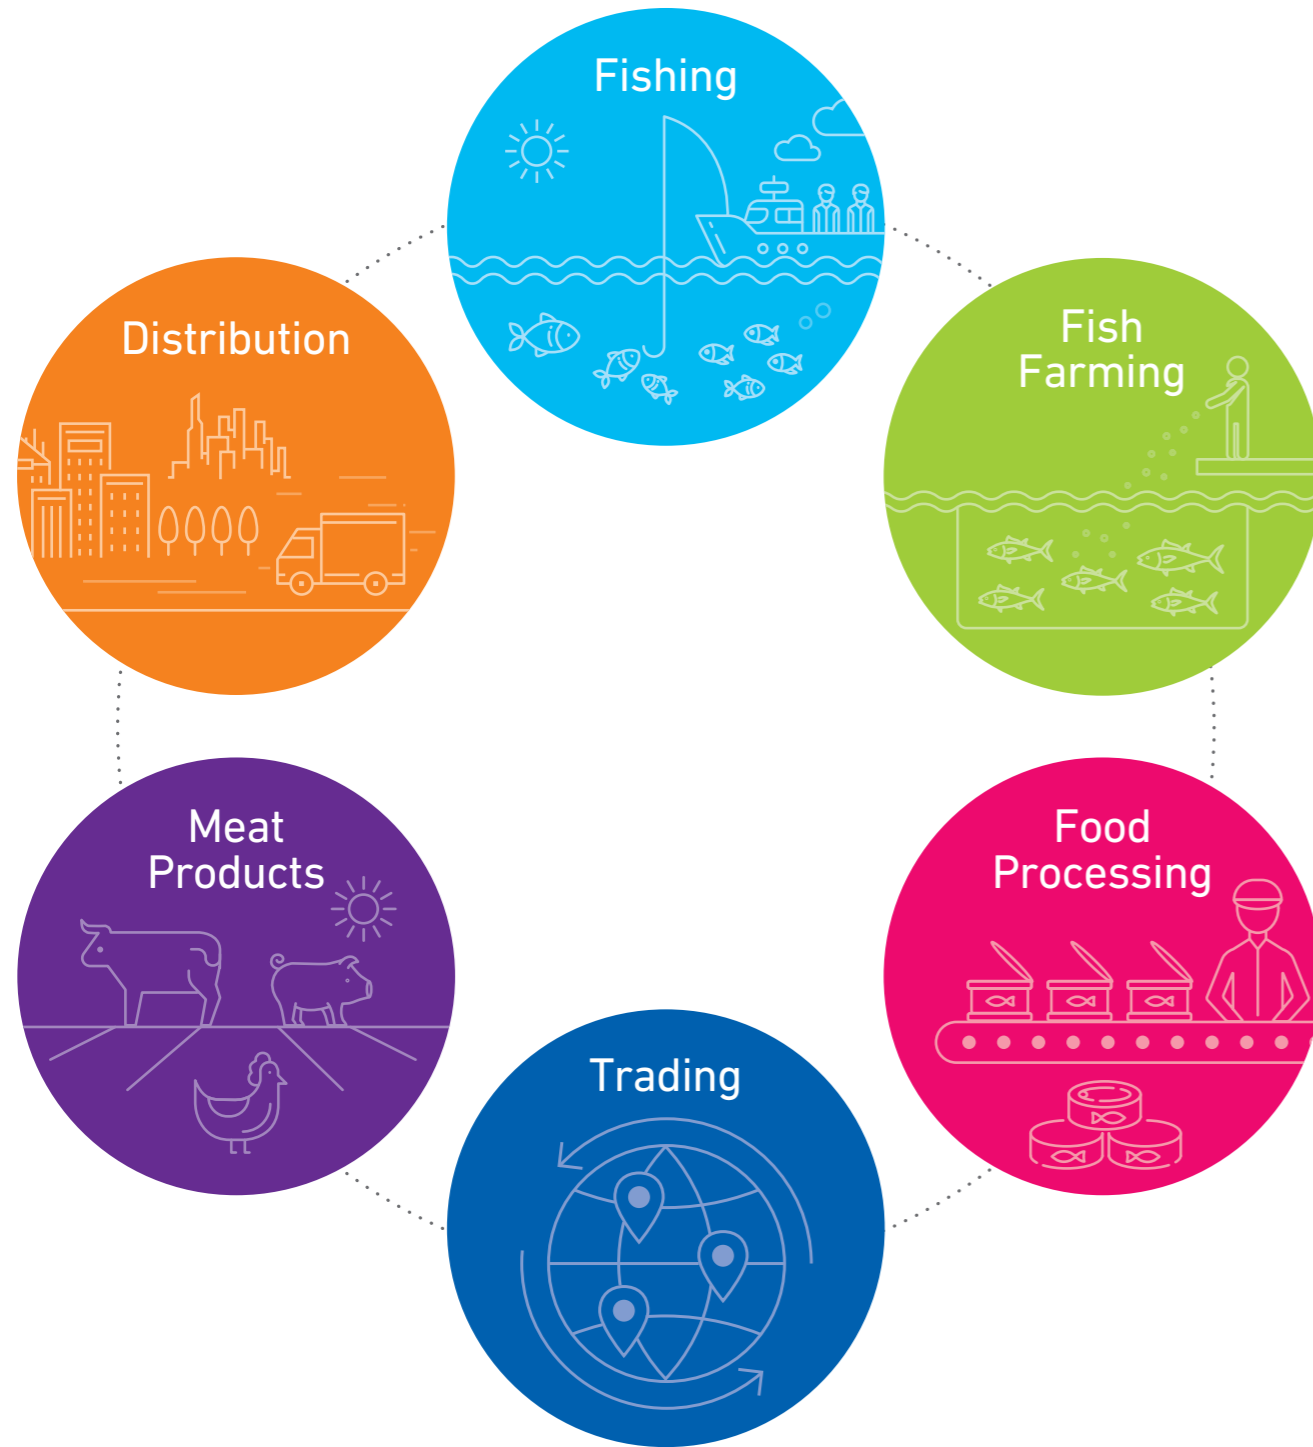 Fishing
Fish
Farming
Food
Processing
Trading
Meat
Products
Distribution